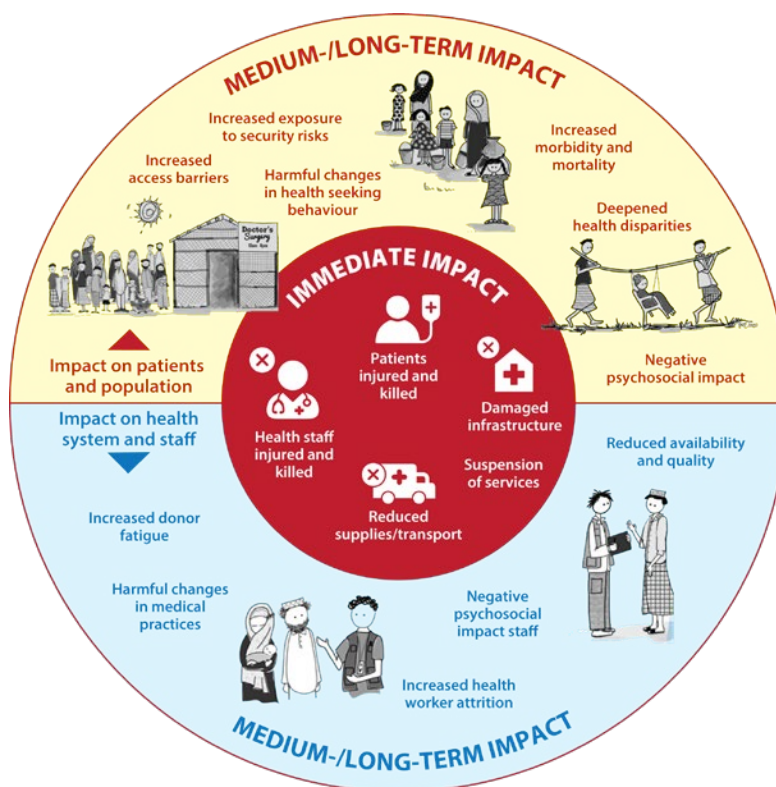 MEDIUM-/LONG-TERM IMPACT
Increased exposure
to security risks
Increased
access barriers
Harmful changes
in health seeking
behaviour
Increased
morbidity and
mortality
Deepened
health disparities
Doctor's
Surgery
IMMEDIATE IMPACT
Patients
injured and
killed
Health staff
injured and
killed
Damaged
infrastructure
Suspension
of services
Reduced
supplies/transport
Impact on patients
and population
Negative
psychosocial impact
Impact on health
system and staff
Reduced availability
and quality
Increased donor
fatigue
Harmful changes
in medical
practices
Negative
psychosocial
impact staff
Increased health
worker attrition
MEDIUM-/LONG-TERM IMPACT